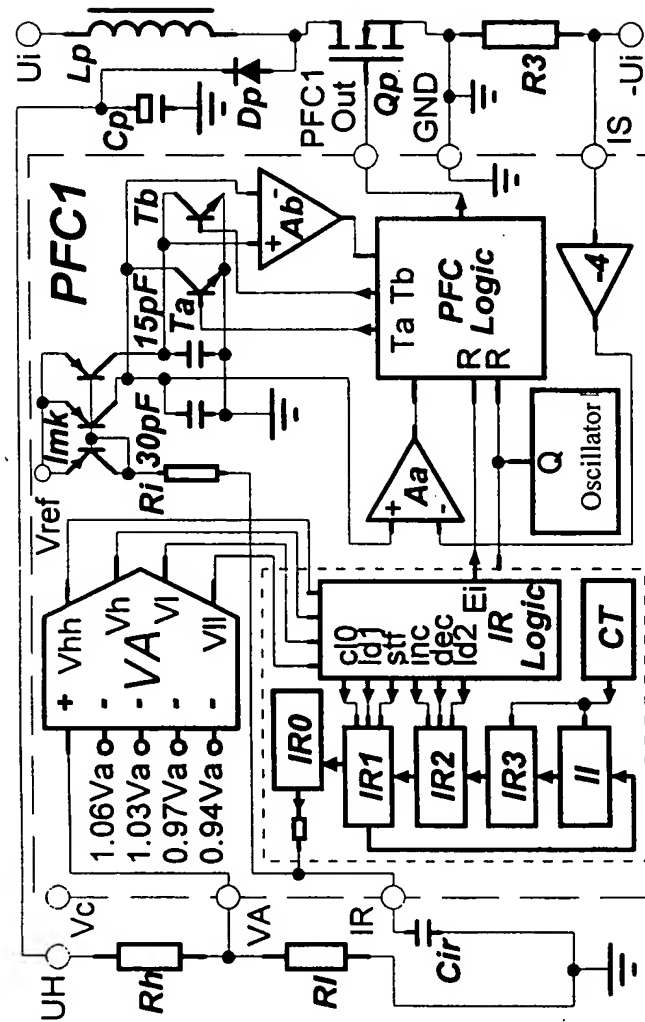 UH
Vc
VA
IR
Rh
Rl
Cir
+
-
-
-
-
1.06Va
1.03Va
0.97Va
0.94Va
VA
Vhh
Vh
Vl
Vll
Vref
Imk
Ri
30pF
15pF
Ta
Tb
PFC1
IR0
IR1
IR2
IR3
II
CT
cl0
ld1
stf
inc
dec
ld2
Ei
IR
Logic
+
-
Aa
+
-
Ab
Ta Tb
PFC
Logic
R
R
Q
Oscillator
-4
Ui
Lp
Cp
Dp
PFC1
Out
Qp
GND
R3
IS
-Ui